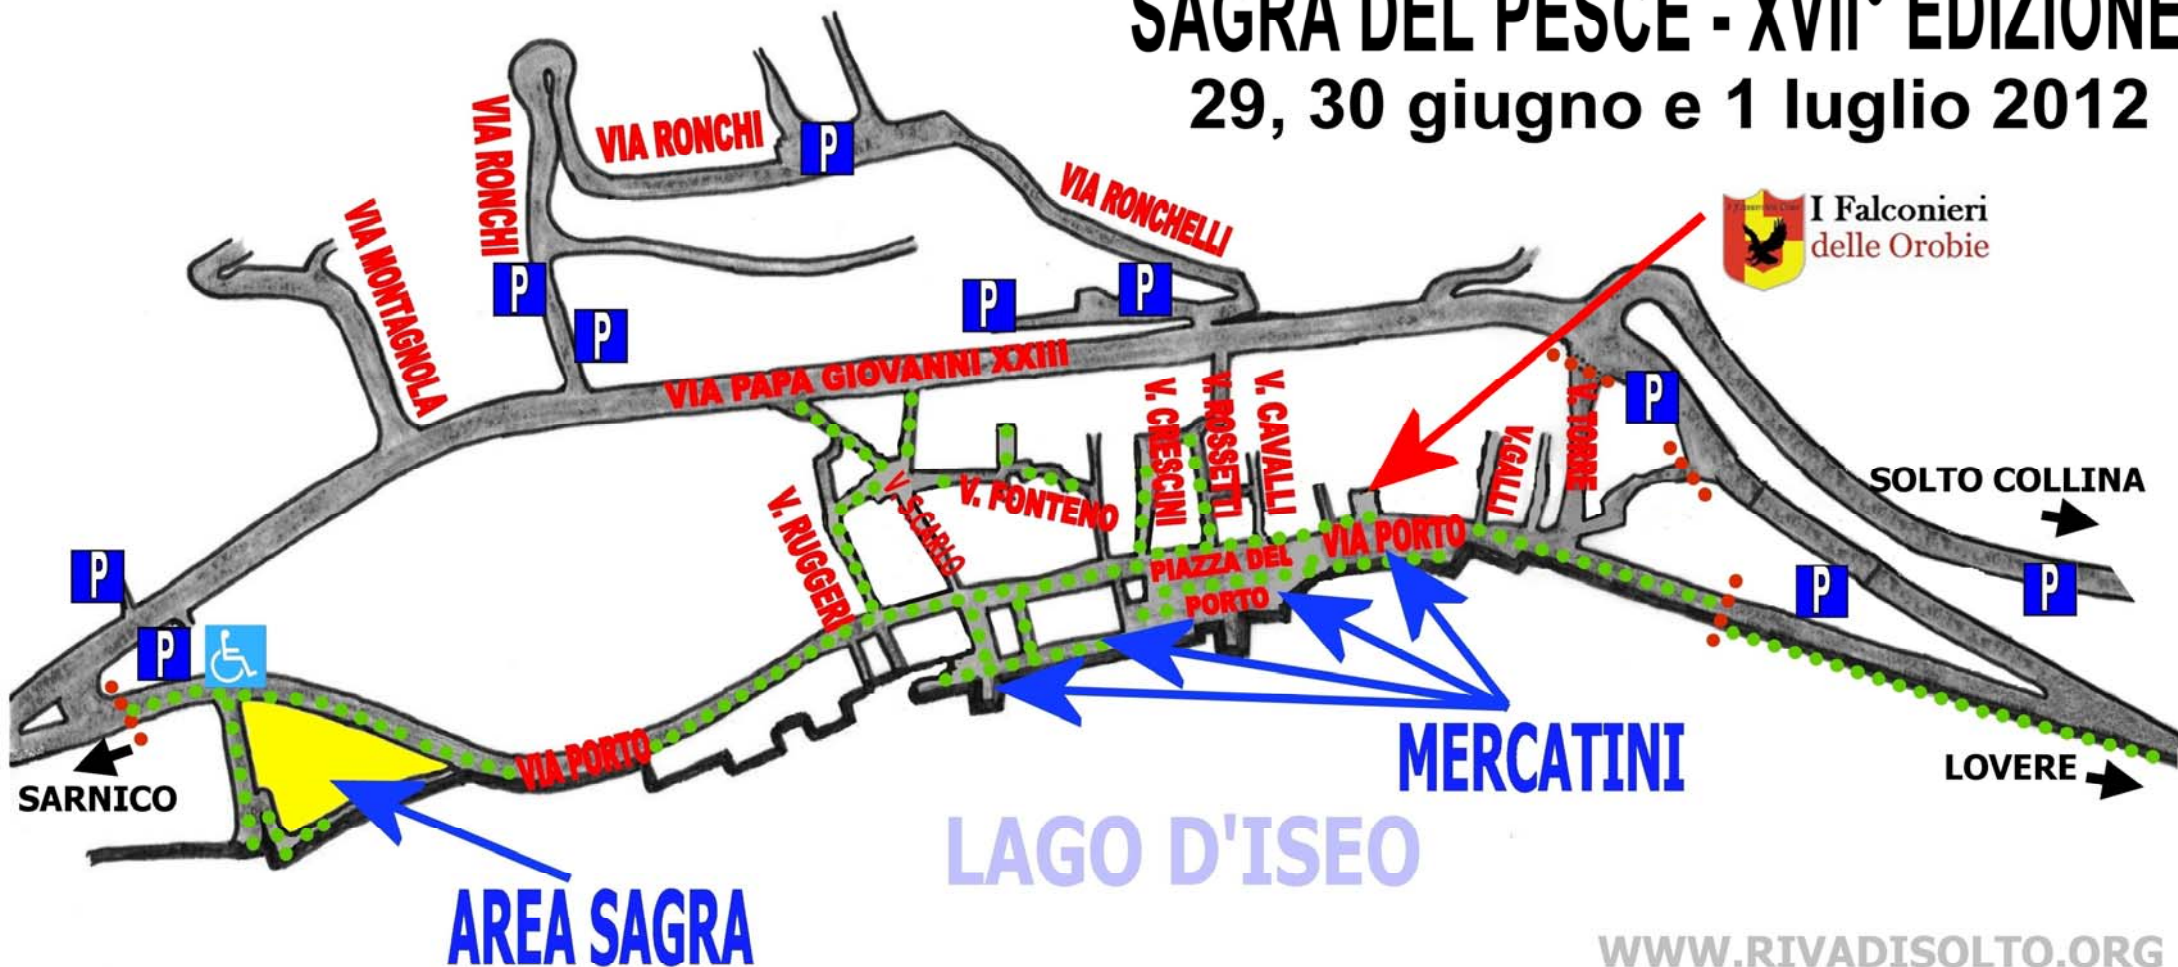 SAGRA DEL PESCE - XVII° EDIZIONE
29, 30 giugno e 1 luglio 2012
VIA RONCHI
VIA RONCHI
P
VIA RONCHELLI
I Falconieri
delle Orobie
VIA MONTAGNOLA
P
P
P
P
VIA PAPA GIOVANNI XXIII
V. CRESCINI
V. ROSSETTI
V. CAVALLI
V. TORRE
P
V.GALLI
SOLTO COLLINA
V. RUGGERI
V. S.CARLO
V. FONTENO
VIA PORTO
PIAZZA DEL
PORTO
P
P
P
P
VIA PORTO
MERCATINI
SARNICO
LOVERE
LAGO D'ISEO
AREA SAGRA
WWW.RIVADISOLTO.ORG